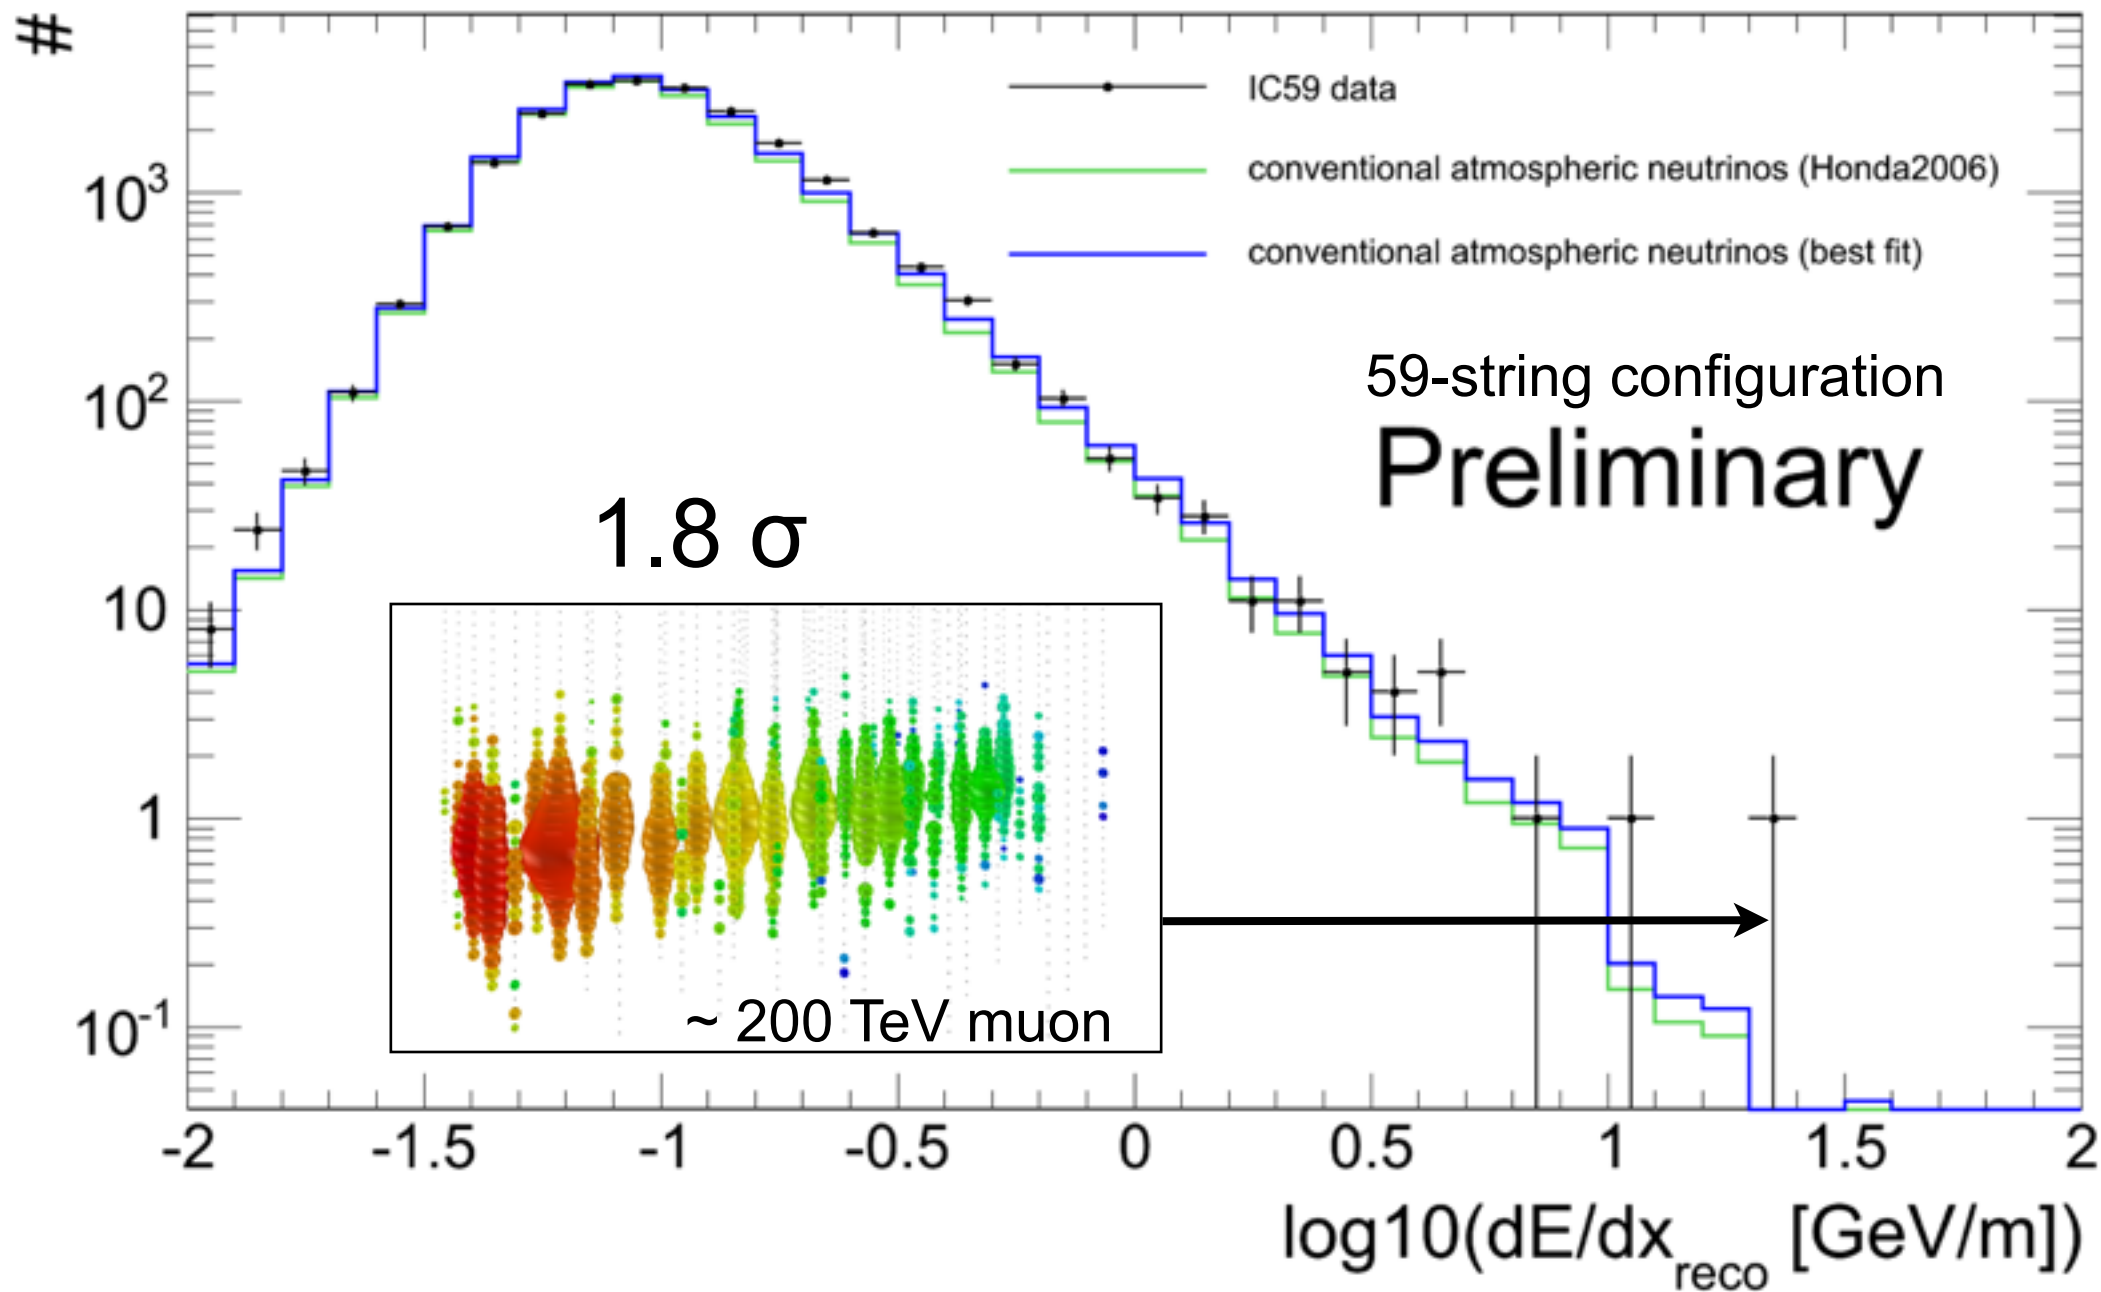 #
IC59 data
conventional atmospheric neutrinos (Honda2006)
conventional atmospheric neutrinos (best fit)
59-string configuration
Preliminary
1.8 σ
~ 200 TeV muon
10³
10²
10
1
10⁻¹
-2 -1.5 -1 -0.5 0 0.5 1 1.5 2
log10(dE/dx_reco [GeV/m])